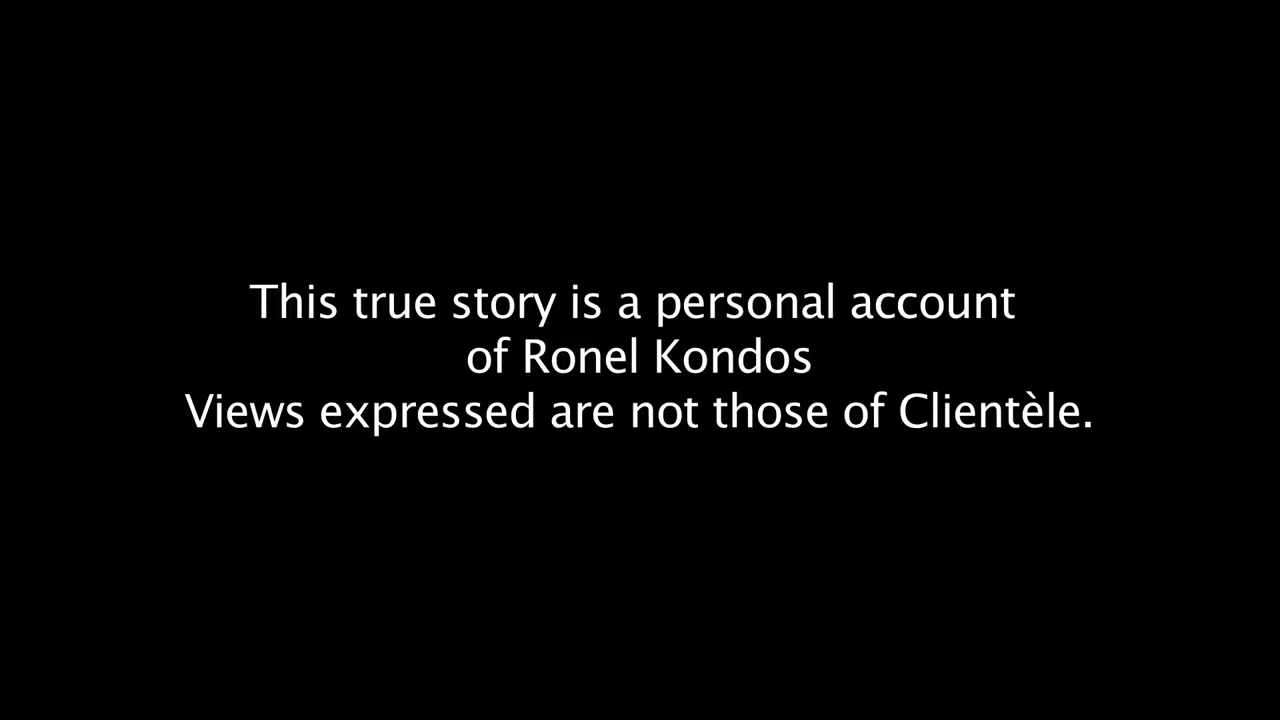 This true story is a personal account
of Ronel Kondos
Views expressed are not those of Clientèle.